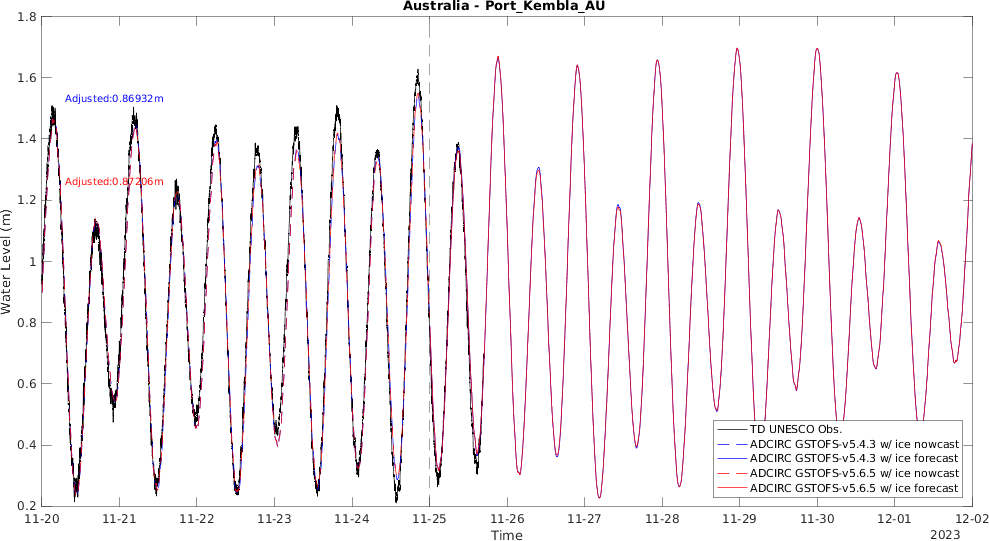 Australia - Port_Kembla_AU
1.8
1.6
1.4
1.2
1
0.8
0.6
0.4
0.2
Water Level (m)
Adjusted:0.86932m
Adjusted:0.87206m
TD UNESCO Obs.
ADCIRC GSTOFS-v5.4.3 w/ ice nowcast
ADCIRC GSTOFS-v5.4.3 w/ ice forecast
ADCIRC GSTOFS-v5.6.5 w/ ice nowcast
ADCIRC GSTOFS-v5.6.5 w/ ice forecast
11-20 11-21 11-22 11-23 11-24 11-25 11-26 11-27 11-28 11-29 11-30 12-01 12-02
Time
2023